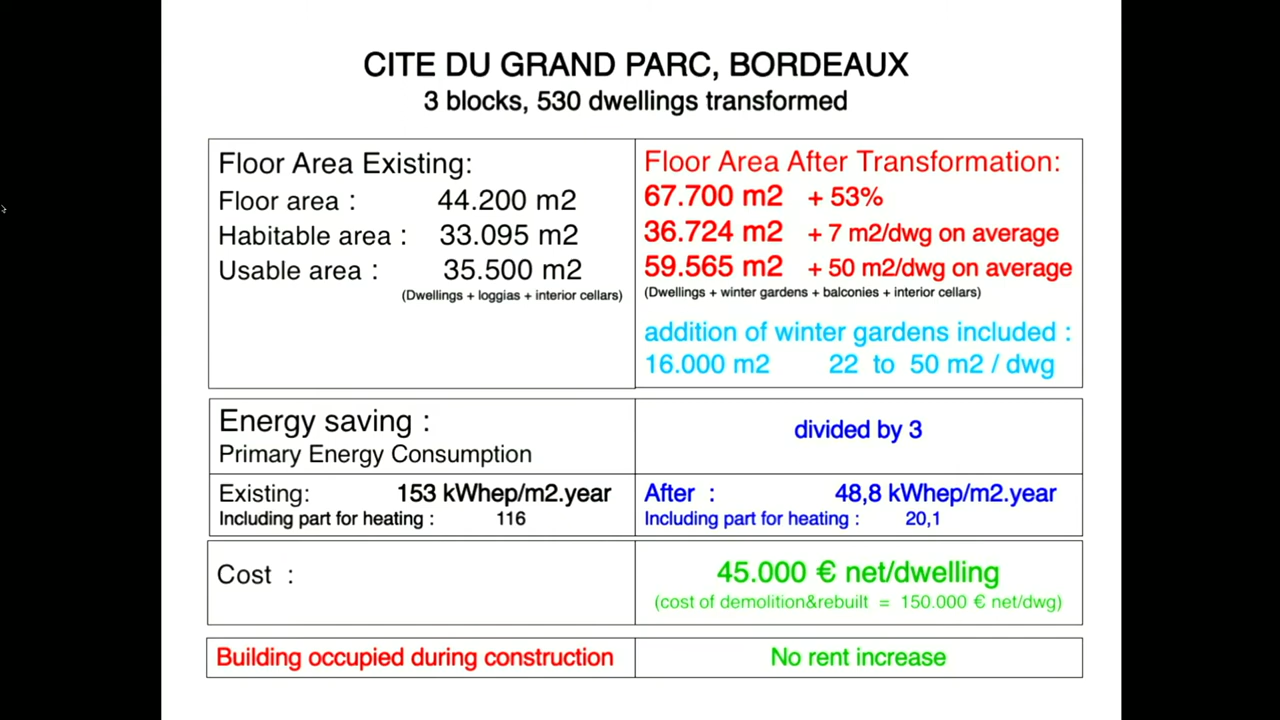 CITE DU GRAND PARC, BORDEAUX
3 blocks, 530 dwellings transformed
Floor Area Existing:
Floor area : 44.200 m2
Habitable area : 33.095 m2
Usable area : 35.500 m2
(Dwellings + loggias + interior cellars)
Floor Area After Transformation:
67.700 m2 + 53%
36.724 m2 + 7 m2/dwg on average
59.565 m2 + 50 m2/dwg on average
(Dwellings + winter gardens + balconies + interior cellars)
addition of winter gardens included :
16.000 m2 22 to 50 m2 / dwg
Energy saving :
Primary Energy Consumption
divided by 3
Existing: 153 kWhep/m2.year
Including part for heating : 116
After : 48,8 kWhep/m2.year
Including part for heating : 20,1
Cost :
45.000 € net/dwelling
(cost of demolition&rebuilt = 150.000 € net/dwg)
Building occupied during construction
No rent increase